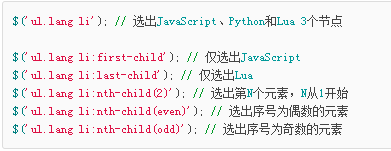 $('ul.lang li'); // 选出JavaScript、Python和Lua 3个节点
$('ul.lang li:first-child'); // 仅选出JavaScript
$('ul.lang li:last-child'); // 仅选出Lua
$('ul.lang li:nth-child(2)'); // 选出第N个元素，N从1开始
$('ul.lang li:nth-child(even)'); // 选出序号为偶数的元素
$('ul.lang li:nth-child(odd)'); // 选出序号为奇数的元素